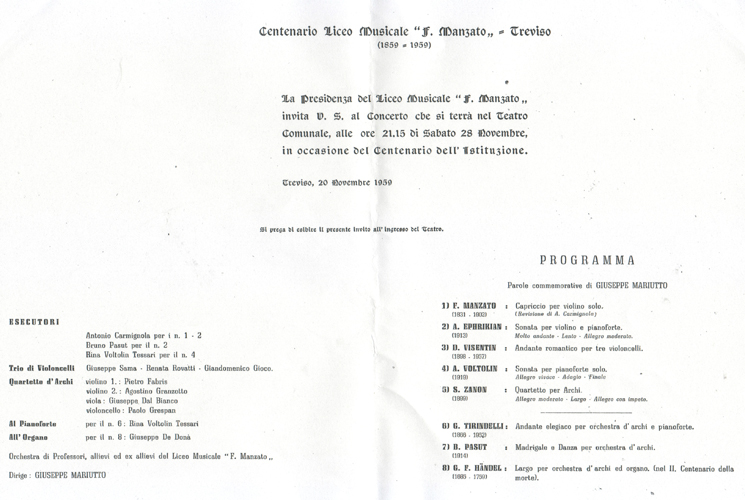 Centenario Liceo Musicale “F. Manzato„ - Treviso
(1859 - 1959)
La Presidenza del Liceo Musicale “F. Manzato„
invita V. S. al Concerto che si terrà nel Teatro
Comunale, alle ore 21,15 di Sabato 28 Novembre,
in occasione del Centenario dell'Istituzione.
Treviso, 20 Novembre 1959
Si prega di esibire il presente invito all'ingresso del Teatro.
ESECUTORI
Antonio Carmignola per i n. 1 - 2
Bruno Pasut per il n. 2
Rina Voltolin Tessari per il n. 4
Trio di Violoncelli Giuseppe Sama - Renata Rovatti - Giandomenico Gioco.
Quartetto d'Archi violino 1. : Pietro Fabris
violino 2. : Agostino Granzotto
viola : Giuseppe Dal Bianco
violoncello : Paolo Grespan
Al Pianoforte per il n. 6 : Rina Voltolin Tessari
All'Organo per il n. 8 : Giuseppe De Donà
Orchestra di Professori, allievi ed ex allievi del Liceo Musicale “F. Manzato„
Dirige : GIUSEPPE MARIUTTO
PROGRAMMA
Parole commemorative di GIUSEPPE MARIUTTO
1) F. MANZATO : Capriccio per violino solo.
(Revisione di A. Carmignola)
2) A. EPHRIKIAN : Sonata per violino e pianoforte.
(1913) Molto andante - Lento - Allegro moderato.
3) D. VISENTIN : Andante romantico per tre violoncelli.
4) A. VOLTOLIN : Sonata per pianoforte solo.
Allegro vivace - Adagio - Finale
5) S. ZANON : Quartetto per Archi.
Allegro moderato - Largo - Allegro con impeto.
6) G. TIRINDELLI : Andante elegiaco per orchestra d'archi e pianoforte.
7) B. PASUT : Madrigale e Danza per orchestra d'archi.
(1914)
8) G. F. HÄNDEL : Largo per orchestra d'archi ed organo. (nel II. Centenario della
(1685 - 1759) morte).